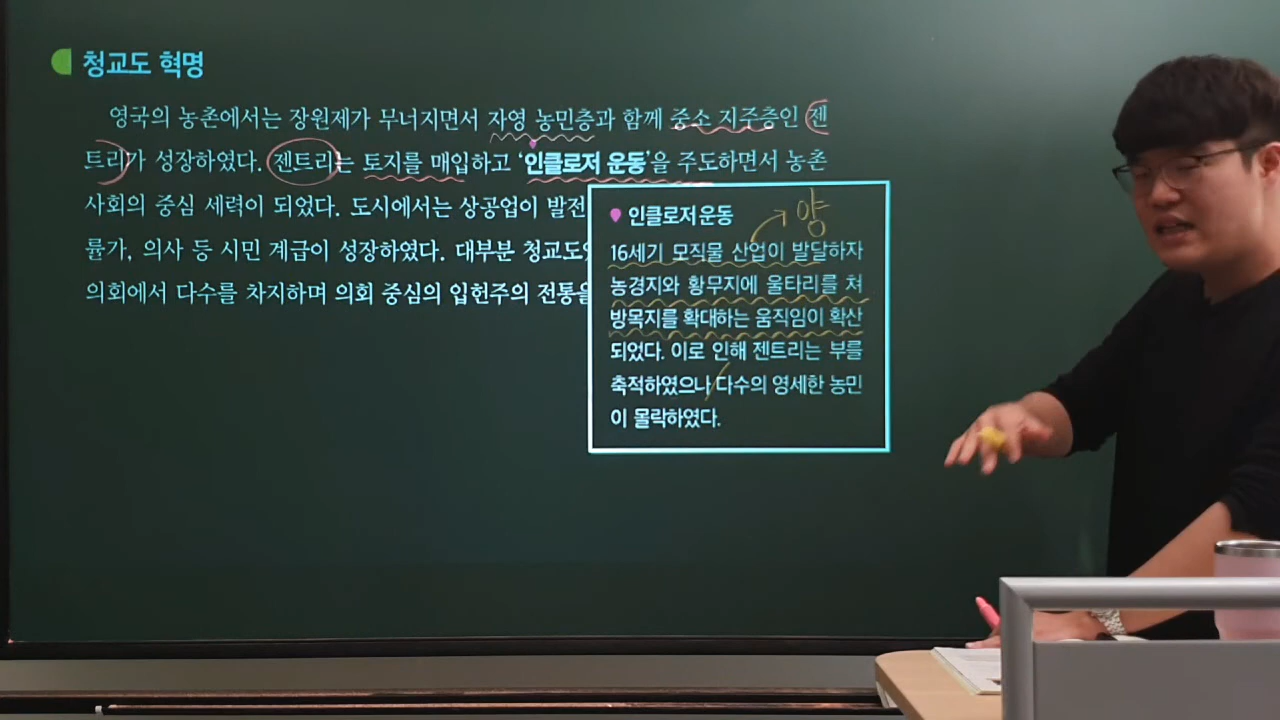 청교도 혁명
영국의 농촌에서는 장원제가 무너지면서 자영 농민층과 함께 중소 지주층인 젠
트리가 성장하였다. 젠트리는 토지를 매입하고 ‘인클로저 운동’을 주도하면서 농촌
사회의 중심 세력이 되었다. 도시에서는 상공업이 발전
률가, 의사 등 시민 계급이 성장하였다. 대부분 청교도
의회에서 다수를 차지하며 의회 중심의 입헌주의 전통을
인클로저 운동
양
16세기 모직물 산업이 발달하자
농경지와 황무지에 울타리를 쳐
방목지를 확대하는 움직임이 확산
되었다. 이로 인해 젠트리는 부를
축적하였으나 다수의 영세한 농민
이 몰락하였다.